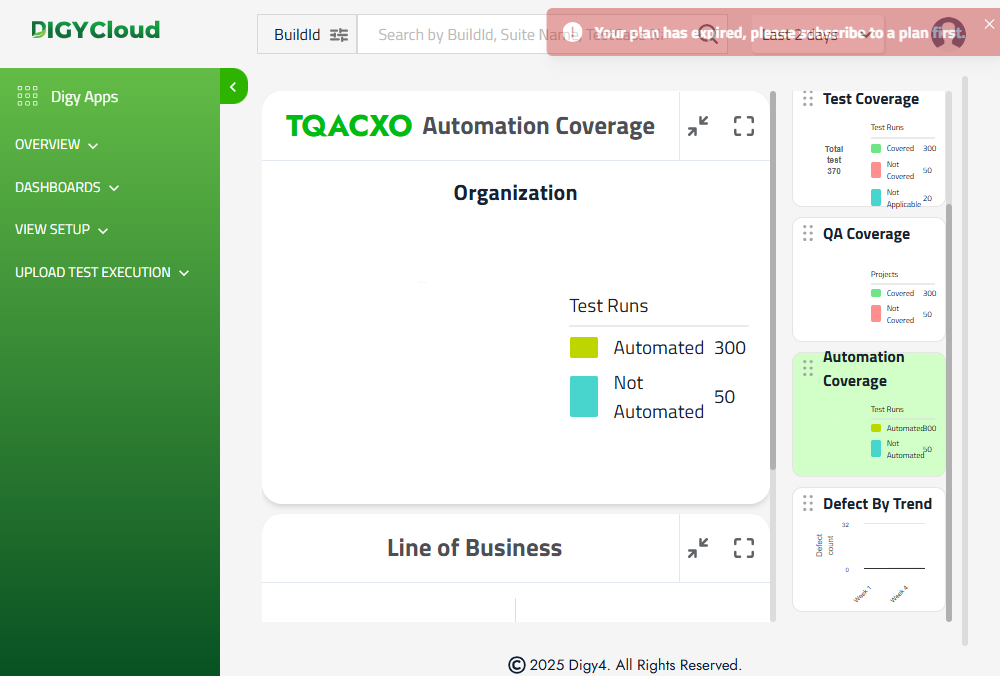 DIGYCloud
BuildId
Search by BuildId, Suite Name,
Last 2 days
Your plan has expired, please subscribe to a plan first.
Digy Apps
OVERVIEW
DASHBOARDS
VIEW SETUP
UPLOAD TEST EXECUTION
TQACXO Automation Coverage
Organization
Test Runs
Automated 300
Not
Automated 50
Line of Business
Test Coverage
Test Runs
Total
test
370
Covered 300
Not
Covered 50
Not
Applicable 20
QA Coverage
Projects
Covered 300
Not
Covered 50
Automation
Coverage
Test Runs
Automated 300
Not
Automated 50
Defect By Trend
Defect
count
32
0
Week 1
Week 4
© 2025 Digy4. All Rights Reserved.